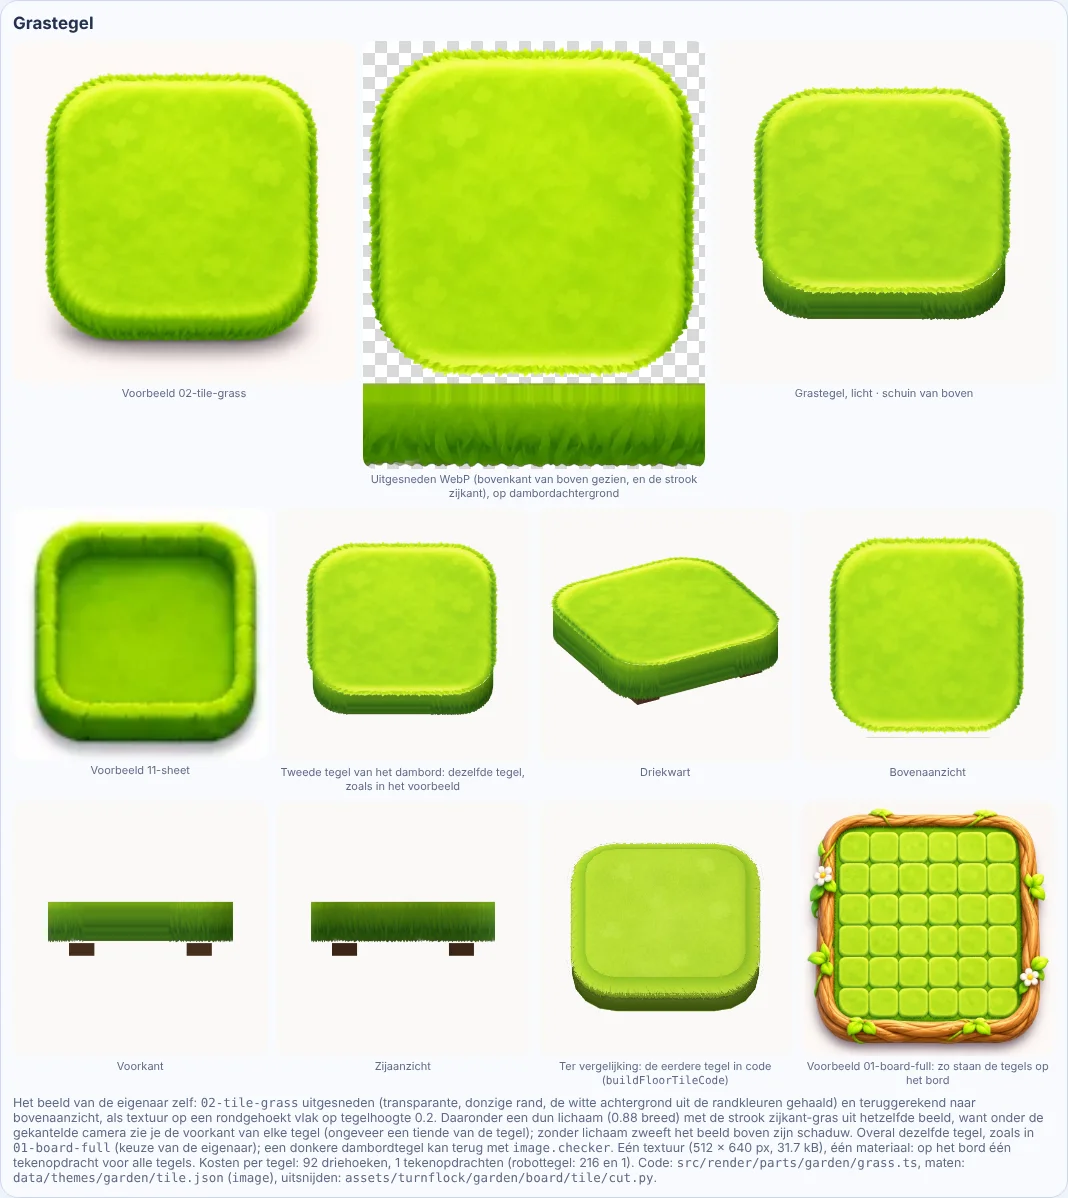 Grastegel
Voorbeeld 02-tile-grass
Uitgesneden WebP (bovenkant van boven gezien, en de strook
zijkant), op dambordachtergrond
Grastegel, licht · schuin van boven
Voorbeeld 11-sheet
Tweede tegel van het dambord: dezelfde tegel,
zoals in het voorbeeld
Driekwart
Bovenaanzicht
Voorkant
Zijaanzicht
Ter vergelijking: de eerdere tegel in code
(buildFloorTileCode)
Voorbeeld 01-board-full: zo staan de tegels op
het bord
Het beeld van de eigenaar zelf: 02-tile-grass uitgesneden (transparante, donzige rand, de witte achtergrond uit de randkleuren gehaald) en teruggerekend naar
bovenaanzicht, als textuur op een rondgehoekt vlak op tegelhoogte 0.2. Daaronder een dun lichaam (0.88 breed) met de strook zijkant-gras uit hetzelfde beeld, want onder de
gekantelde camera zie je de voorkant van elke tegel (ongeveer een tiende van de tegel); zonder lichaam zweeft het beeld boven zijn schaduw. Overal dezelfde tegel, zoals in
01-board-full (keuze van de eigenaar); een donkere dambordtegel kan terug met image.checker. Eén textuur (512 × 640 px, 31.7 kB), één materiaal: op het bord één
tekenopdracht voor alle tegels. Kosten per tegel: 92 driehoeken, 1 tekenopdrachten (robottegel: 216 en 1). Code: src/render/parts/garden/grass.ts, maten:
data/themes/garden/tile.json (image), uitsnijden: assets/turnflock/garden/board/tile/cut.py.